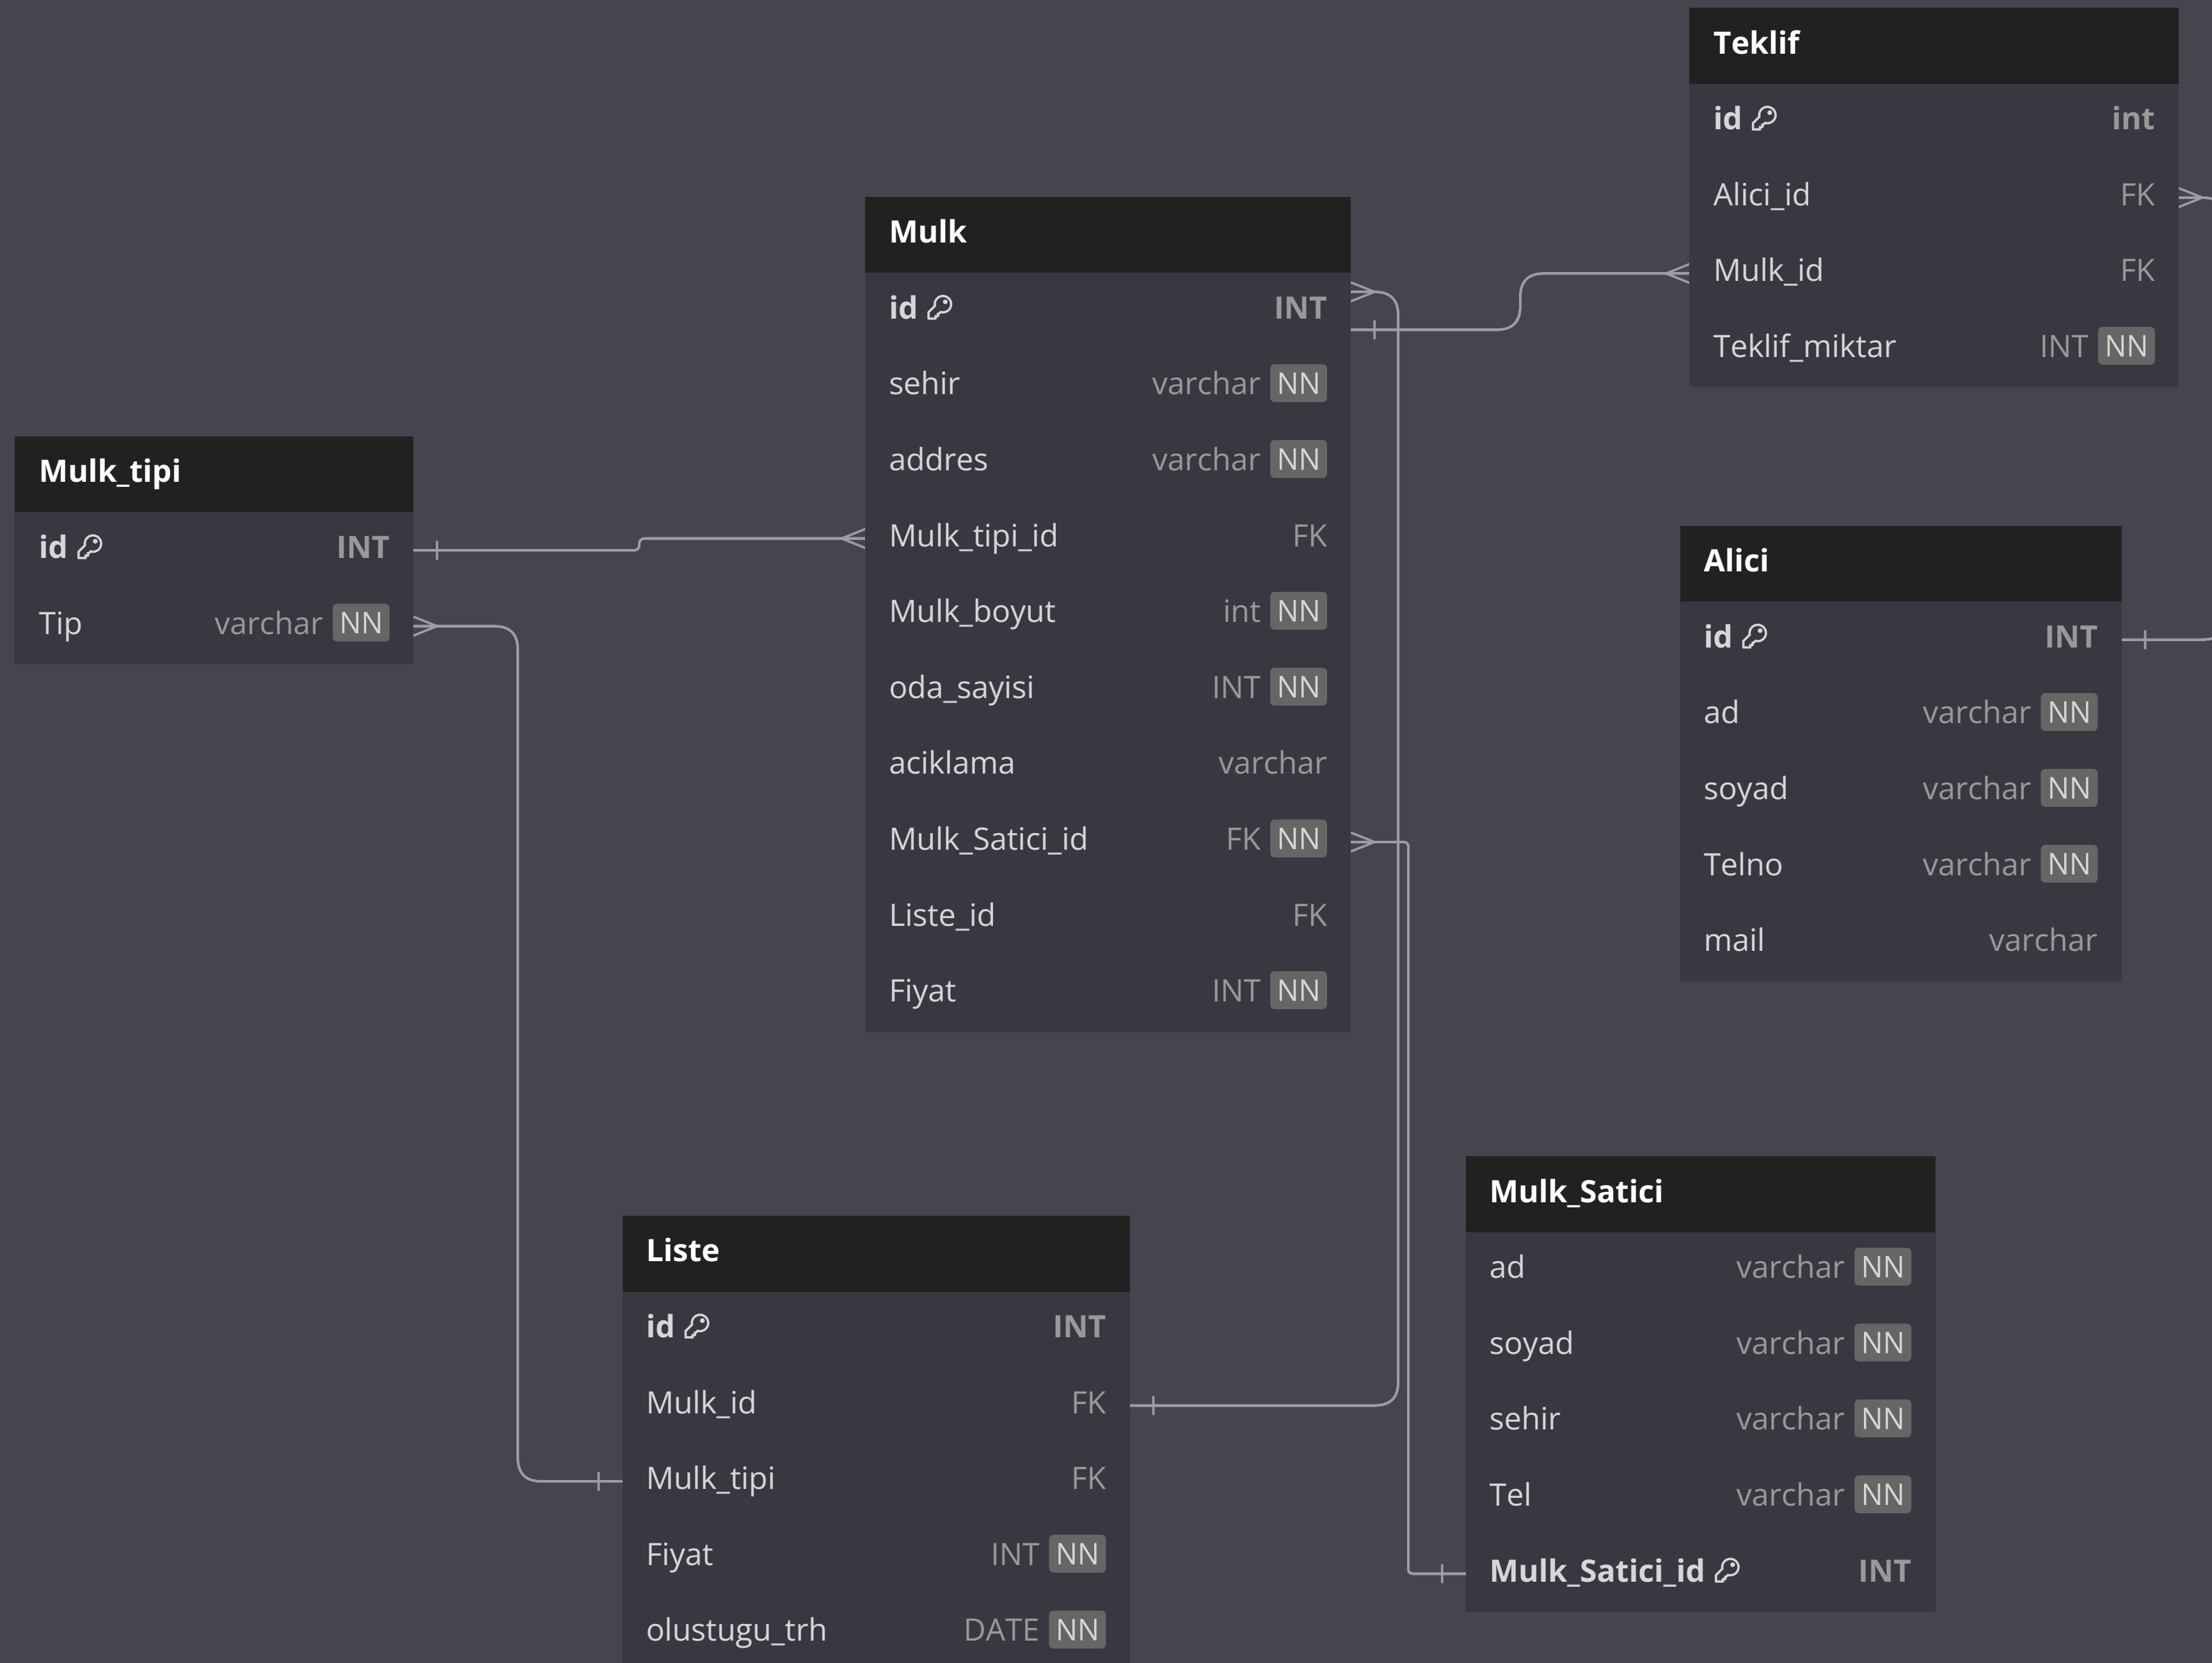 Teklif
id int
Alici_id FK
Mulk_id FK
Teklif_miktar INT NN
Mulk
id INT
sehir varchar NN
addres varchar NN
Mulk_tipi_id FK
Mulk_boyut int NN
oda_sayisi INT NN
aciklama varchar
Mulk_Satici_id FK NN
Liste_id FK
Fiyat INT NN
Mulk_tipi
id INT
Tip varchar NN
Alici
id INT
ad varchar NN
soyad varchar NN
Telno varchar NN
mail varchar
Mulk_Satici
ad varchar NN
soyad varchar NN
sehir varchar NN
Tel varchar NN
Mulk_Satici_id INT
Liste
id INT
Mulk_id FK
Mulk_tipi FK
Fiyat INT NN
olustugu_trh DATE NN